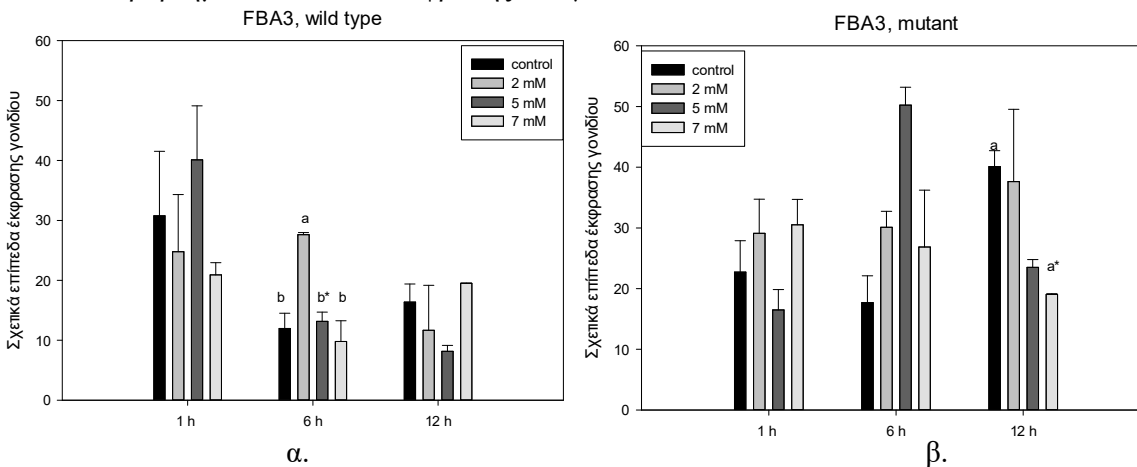 FBA3, wild type
60
50
40
30
20
10
0
Σχετικά επίπεδα έκφρασης γονιδίου
control
2 mM
5 mM
7 mM
b
a
b*
b
1 h
6 h
12 h
α.
FBA3, mutant
60
50
40
30
20
10
0
Σχετικά επίπεδα έκφρασης γονιδίου
control
2 mM
5 mM
7 mM
a
a*
1 h
6 h
12 h
β.